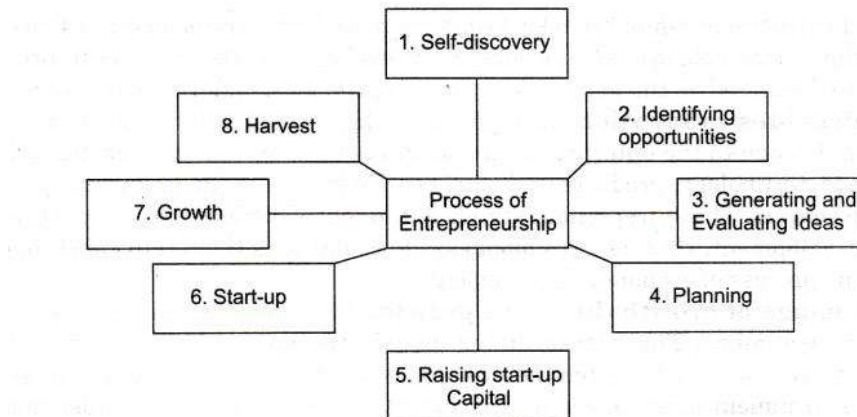 1. Self-discovery
2. Identifying
opportunities
3. Generating and
Evaluating Ideas
4. Planning
5. Raising start-up
Capital
6. Start-up
7. Growth
8. Harvest
Process of
Entrepreneurship